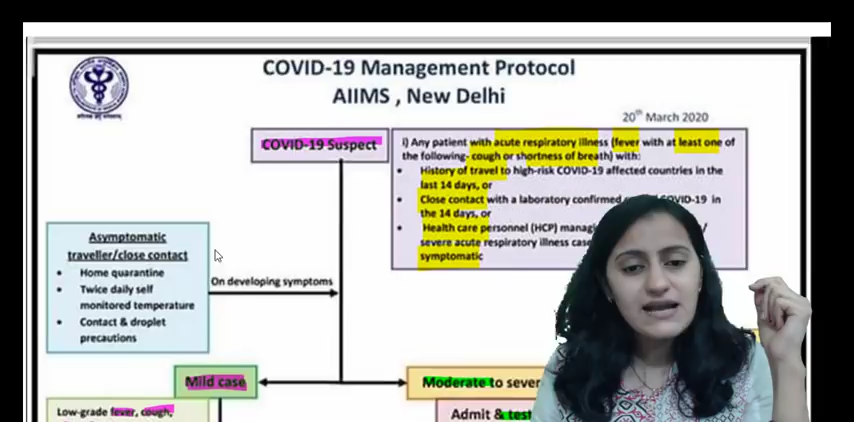 COVID-19 Management Protocol
AIIMS , New Delhi
20th March 2020
COVID-19 Suspect
i) Any patient with acute respiratory illness (fever with at least one of
the following- cough or shortness of breath) with:
• History of travel to high-risk COVID-19 affected countries in the
last 14 days, or
• Close contact with a laboratory confirmed COVID-19 in
the 14 days, or
• Health care personnel (HCP) /
severe acute respiratory illness
symptomatic
Asymptomatic
traveller/close contact
• Home quarantine
• Twice daily self
monitored temperature
• Contact & droplet
precautions
On developing symptoms
Mild case
Moderate to
Low-grade fever, cough,
Admit &